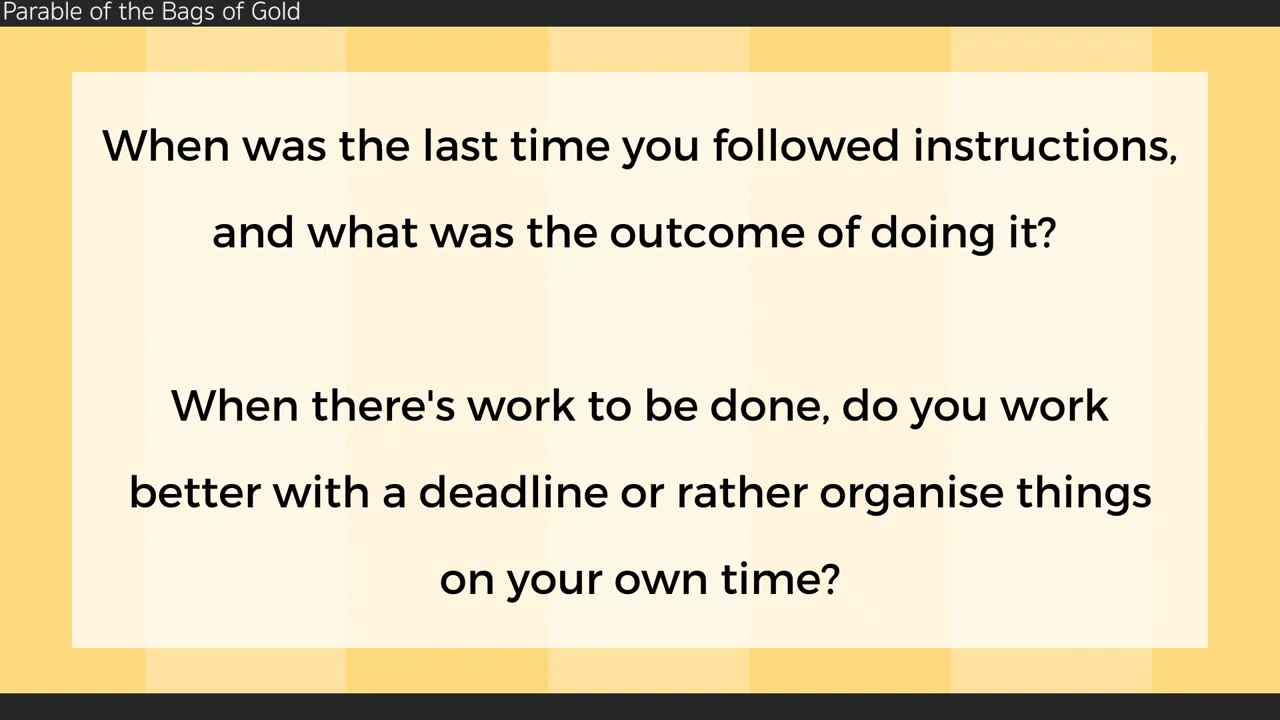 Parable of the Bags of Gold
When was the last time you followed instructions,
and what was the outcome of doing it?
When there's work to be done, do you work
better with a deadline or rather organise things
on your own time?